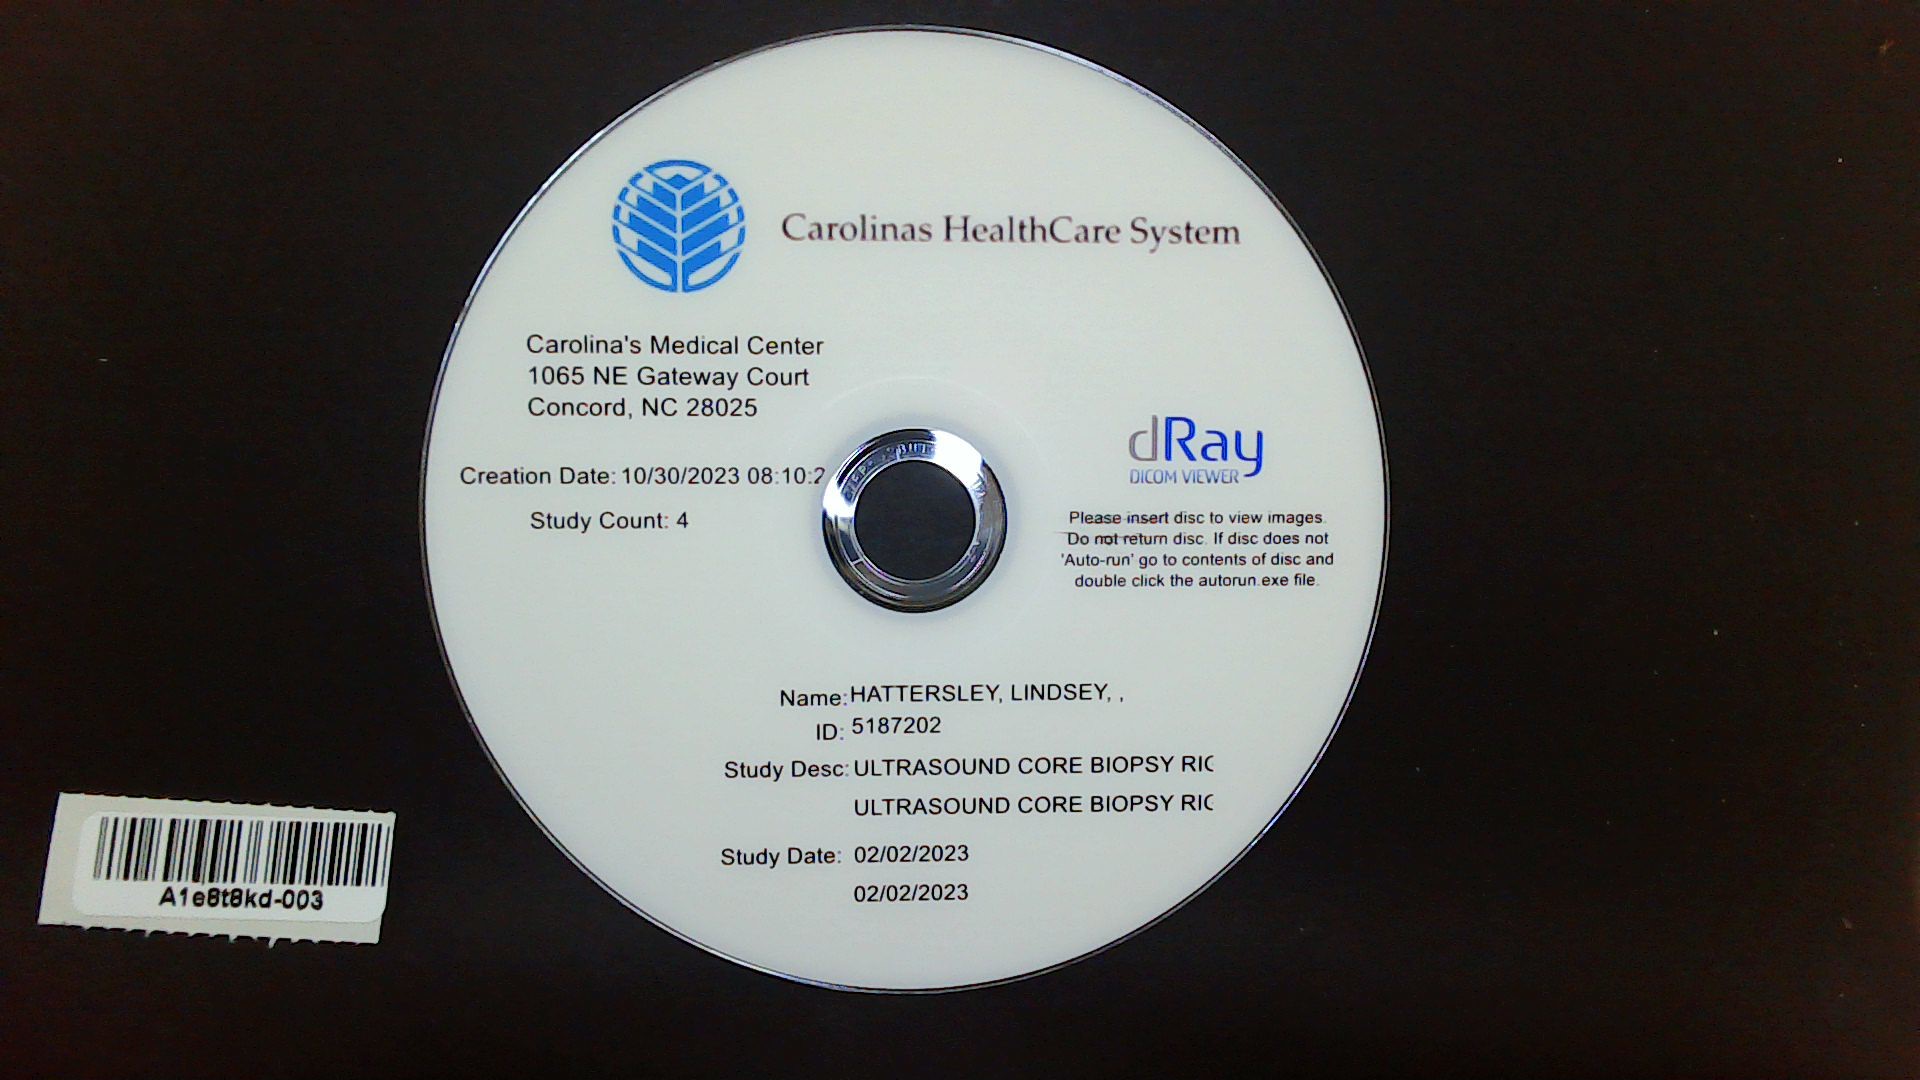 Carolinas HealthCare System
Carolina's Medical Center
1065 NE Gateway Court
Concord, NC 28025
Creation Date: 10/30/2023 08:10:2
Study Count: 4
dRay
DICOM VIEWER
Please insert disc to view images.
Do not return disc. If disc does not
'Auto-run' go to contents of disc and
double click the autorun.exe file.
Name: HATTERSLEY, LINDSEY, ,
ID: 5187202
Study Desc: ULTRASOUND CORE BIOPSY RIG
ULTRASOUND CORE BIOPSY RIG
Study Date: 02/02/2023
02/02/2023
A1e8t8kd-003